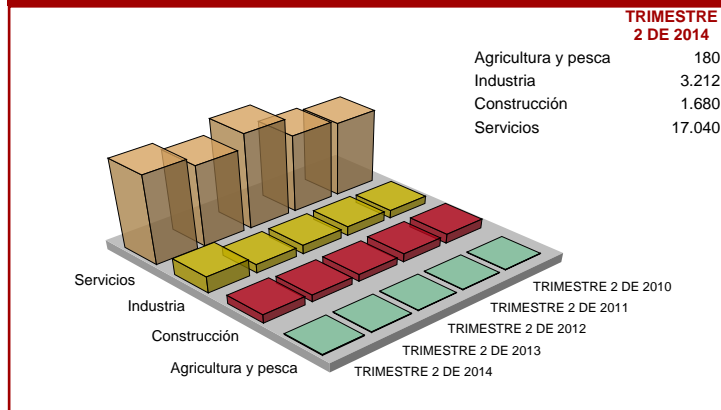 TRIMESTRE
2 DE 2014
Agricultura y pesca 180
Industria 3.212
Construcción 1.680
Servicios 17.040
Servicios
Industria
Construcción
Agricultura y pesca
TRIMESTRE 2 DE 2010
TRIMESTRE 2 DE 2011
TRIMESTRE 2 DE 2012
TRIMESTRE 2 DE 2013
TRIMESTRE 2 DE 2014